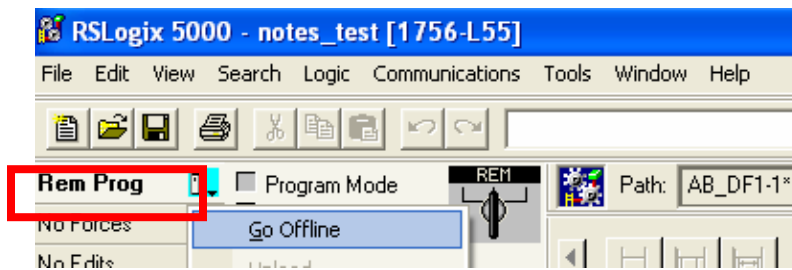 RSLogix 5000 - notes_test [1756-L55]
File Edit View Search Logic Communications Tools Window Help
Rem Prog Program Mode REM Path: AB_DF1-1*
No Forces Go Offline
No Edits Upload